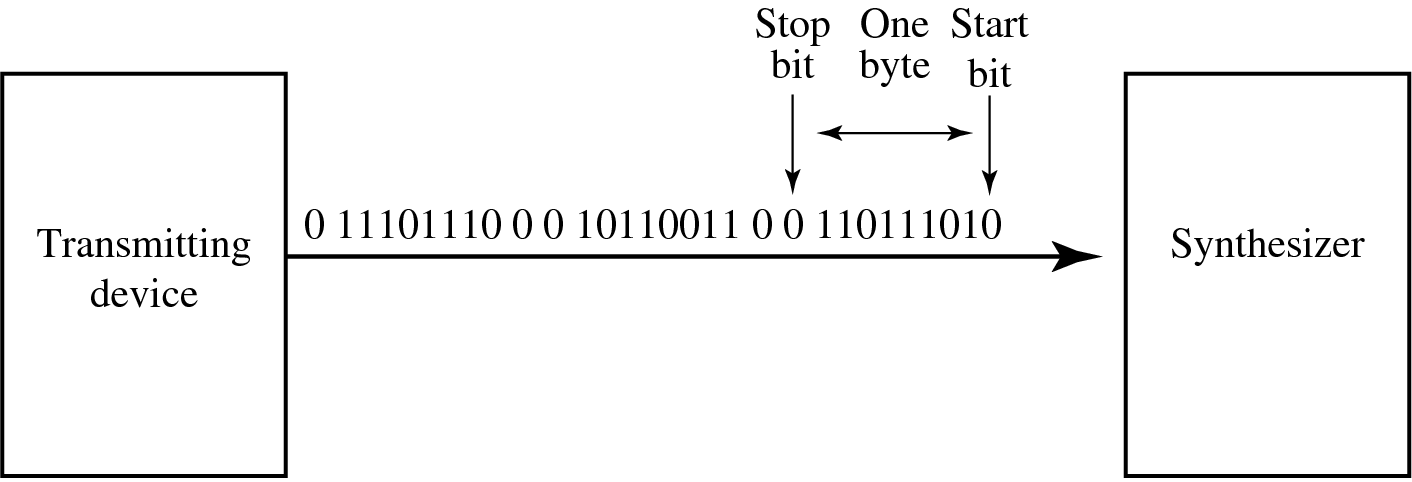 Stop One Start
bit byte bit
0 11101110 0 0 10110011 0 0 110111010
Transmitting
device
Synthesizer